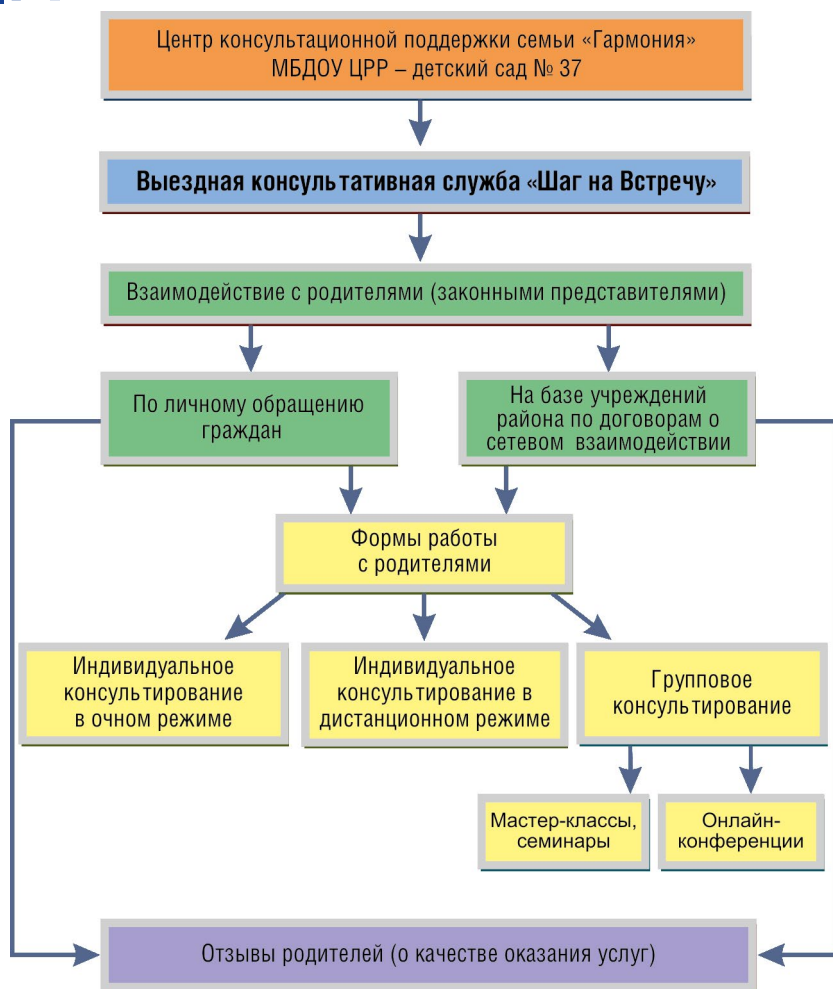 Центр консультационной поддержки семьи «Гармония»
МБДОУ ЦРР – детский сад № 37
Выездная консультативная служба «Шаг на Встречу»
Взаимодействие с родителями (законными представителями)
По личному обращению
граждан
На базе учреждений
района по договорам о
сетевом взаимодействии
Формы работы
с родителями
Индивидуальное
консультирование
в очном режиме
Индивидуальное
консультирование в
дистанционном режиме
Групповое
консультирование
Мастер-классы,
семинары
Онлайн-
конференции
Отзывы родителей (о качестве оказания услуг)